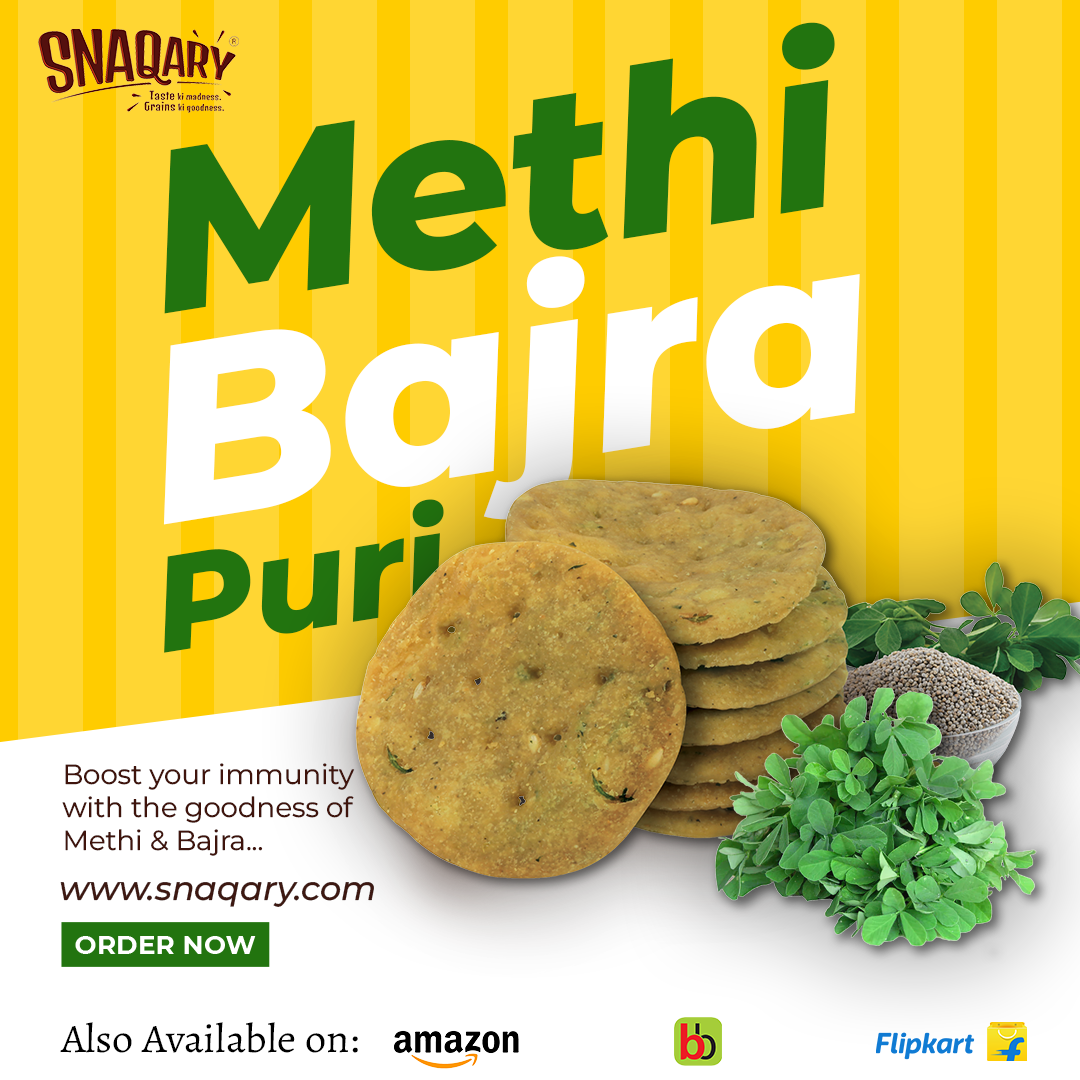 SNAQARY®
Taste ki madness.
Grains ki goodness.
Methi
Bajra
Puri
Boost your immunity
with the goodness of
Methi & Bajra...
www.snaqary.com
ORDER NOW
Also Available on: amazon bb Flipkart